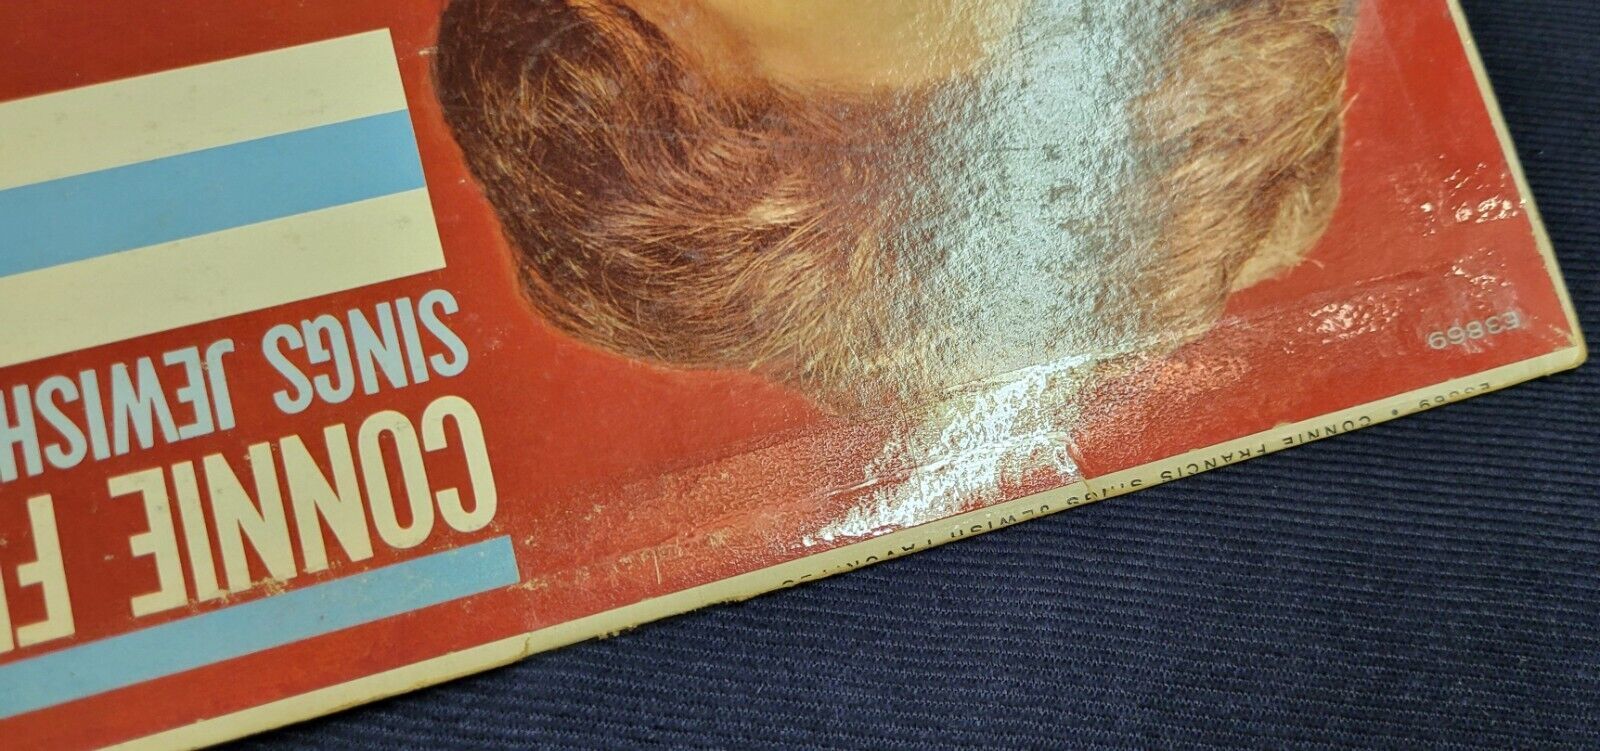 E3869 • CONNIE FRANCIS SINGS JEWISH FAVORITES
E3869
CONNIE F
SINGS JEWISH